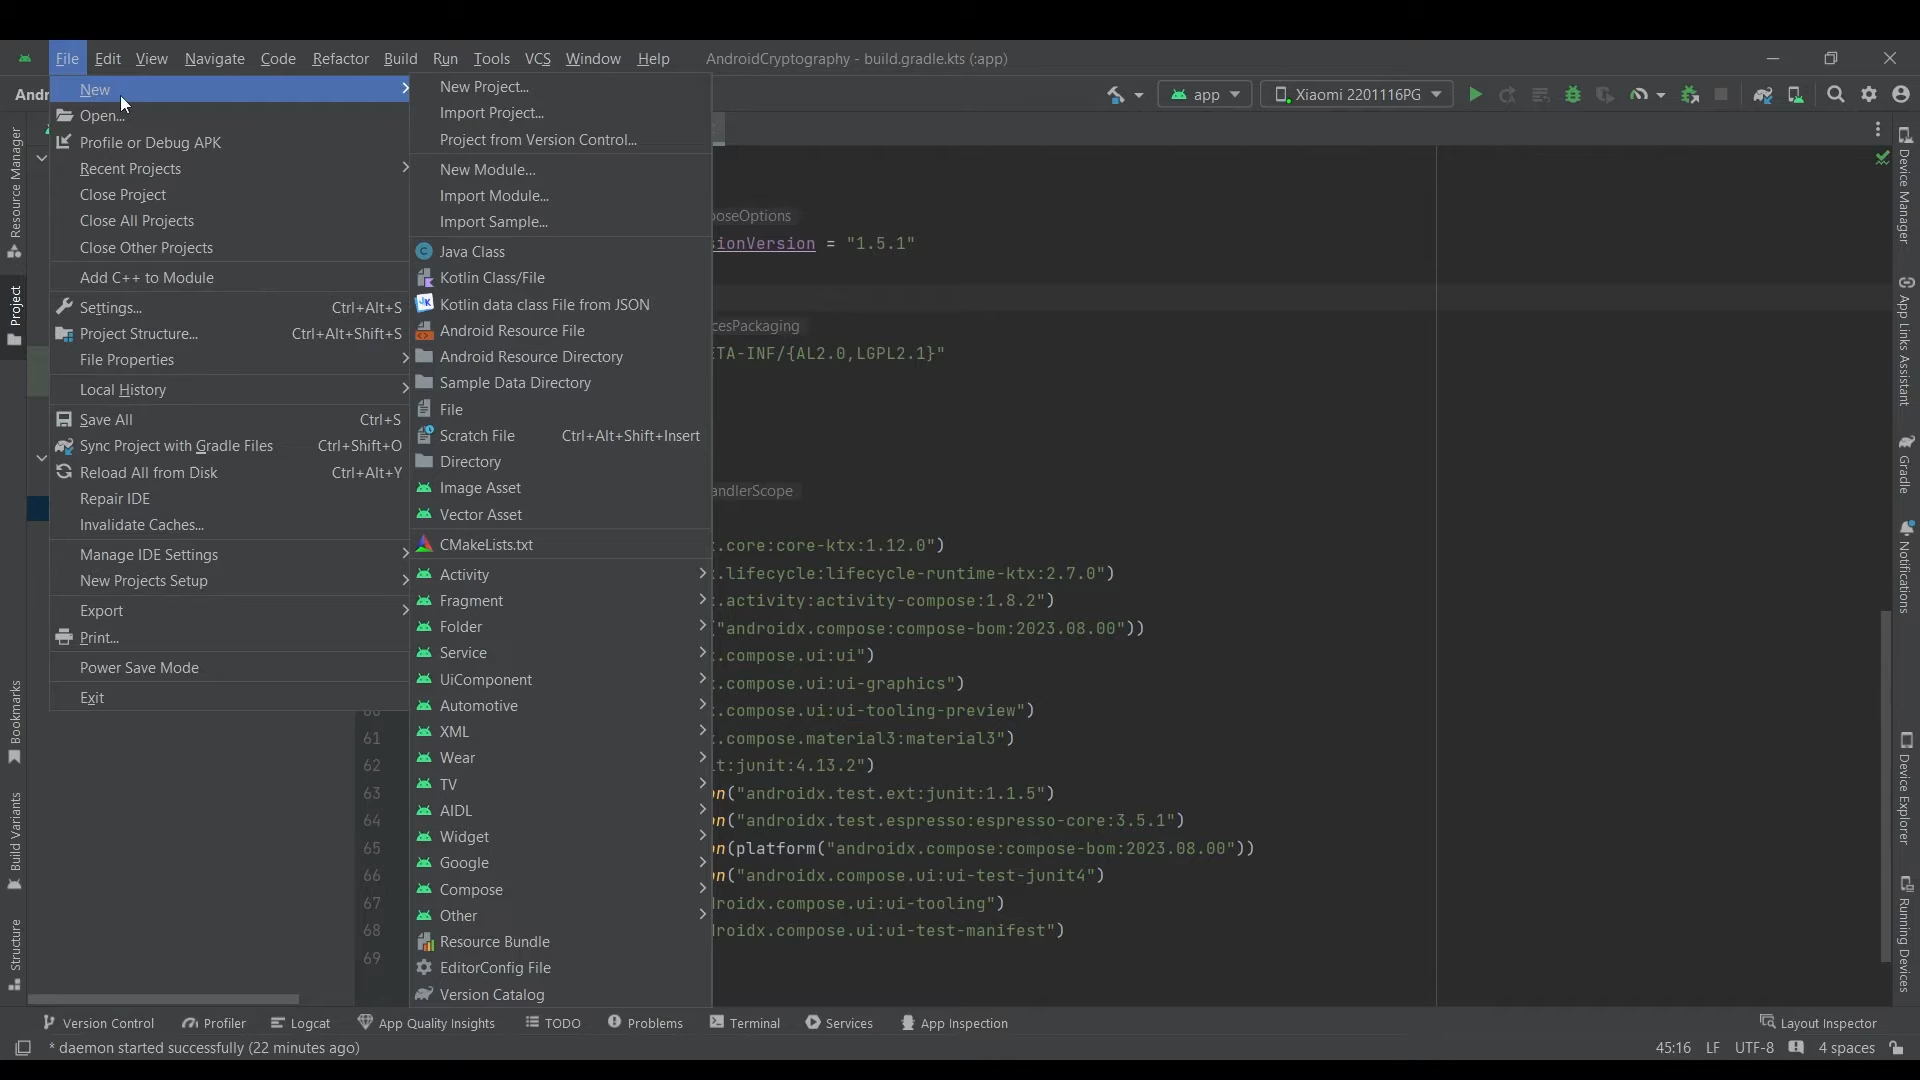 File Edit View Navigate Code Refactor Build Run Tools VCS Window Help AndroidCryptography - build.gradle.kts (:app)
Andr app Xiaomi 2201116PG
New
Open...
Profile or Debug APK
Recent Projects
Close Project
Close All Projects
Close Other Projects
Add C++ to Module
Settings... Ctrl+Alt+S
Project Structure... Ctrl+Alt+Shift+S
File Properties
Local History
Save All Ctrl+S
Sync Project with Gradle Files Ctrl+Shift+O
Reload All from Disk Ctrl+Alt+Y
Repair IDE
Invalidate Caches...
Manage IDE Settings
New Projects Setup
Export
Print...
Power Save Mode
Exit
New Project...
Import Project...
Project from Version Control...
New Module...
Import Module...
Import Sample...
Java Class
Kotlin Class/File
Kotlin data class File from JSON
Android Resource File
Android Resource Directory
Sample Data Directory
File
Scratch File Ctrl+Alt+Shift+Insert
Directory
Image Asset
Vector Asset
CMakeLists.txt
Activity
Fragment
Folder
Service
UiComponent
Automotive
XML
Wear
TV
AIDL
Widget
Google
Compose
Other
Resource Bundle
EditorConfig File
Version Catalog
poseOptions
sionVersion = "1.5.1"
cesPackaging
ETA-INF/{AL2.0,LGPL2.1}"
andlerScope
.core:core-ktx:1.12.0")
.lifecycle:lifecycle-runtime-ktx:2.7.0")
.activity:activity-compose:1.8.2")
("androidx.compose:compose-bom:2023.08.00"))
.compose.ui:ui")
.compose.ui:ui-graphics")
.compose.ui:ui-tooling-preview")
61 .compose.material3:material3")
62 it:junit:4.13.2")
63 n("androidx.test.ext:junit:1.1.5")
64 n("androidx.test.espresso:espresso-core:3.5.1")
65 n(platform("androidx.compose:compose-bom:2023.08.00"))
66 n("androidx.compose.ui:ui-test-junit4")
67 droidx.compose.ui:ui-tooling")
68 droidx.compose.ui:ui-test-manifest")
69
Resource Manager
Project
Bookmarks
Build Variants
Structure
Device Manager
App Links Assistant
Gradle
Notifications
Device Explorer
Running Devices
Version Control Profiler Logcat App Quality Insights TODO Problems Terminal Services App Inspection Layout Inspector
* daemon started successfully (22 minutes ago) 45:16 LF UTF-8 4 spaces